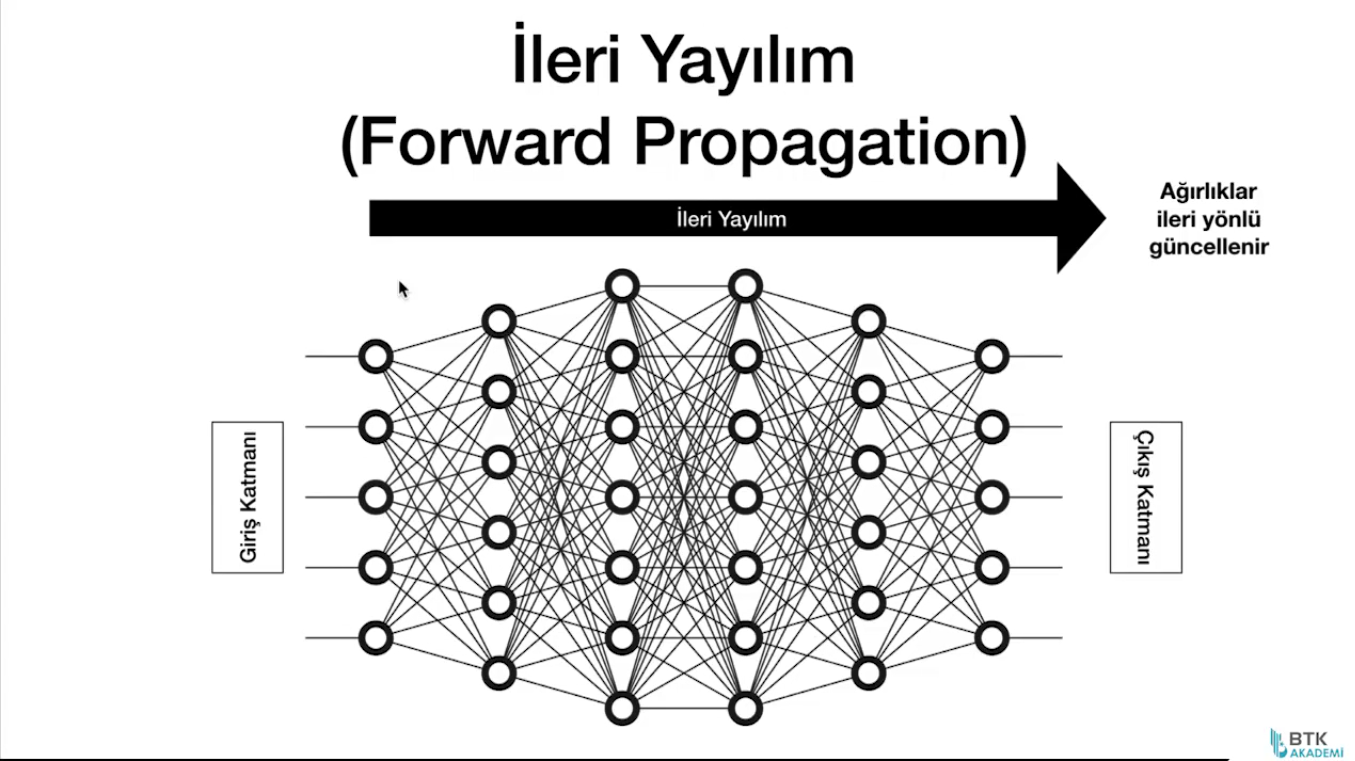 İleri Yayılım
(Forward Propagation)
İleri Yayılım
Ağırlıklar
ileri yönlü
güncellenir
Giriş Katmanı
Çıkış Katmanı
BTK
AKADEMİ